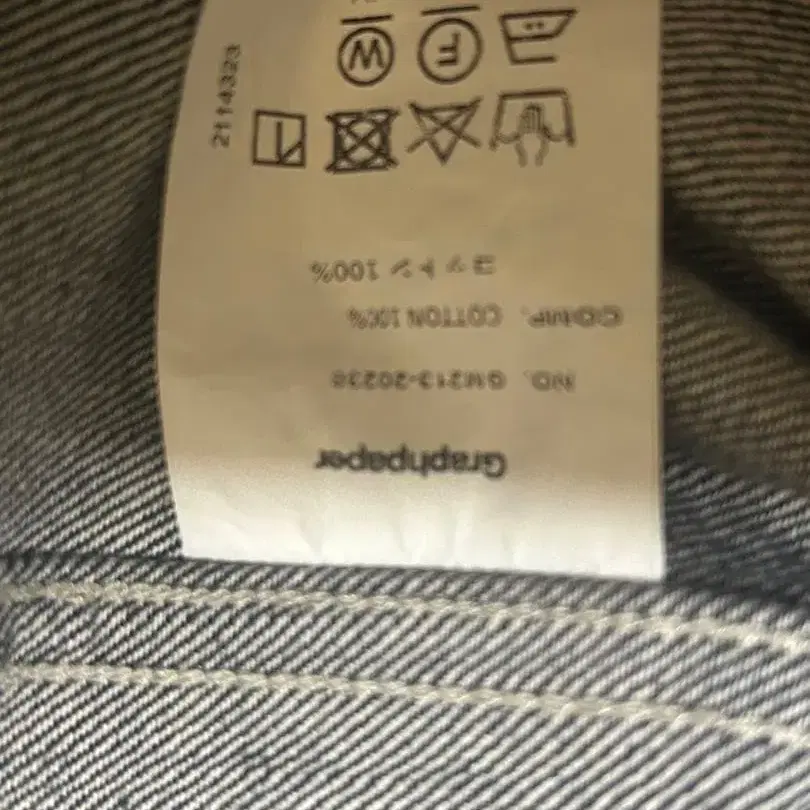 Graphpaper
NO. GM213-20238
COMP. COTTON 100%
コットン 100%
F
W
2114323